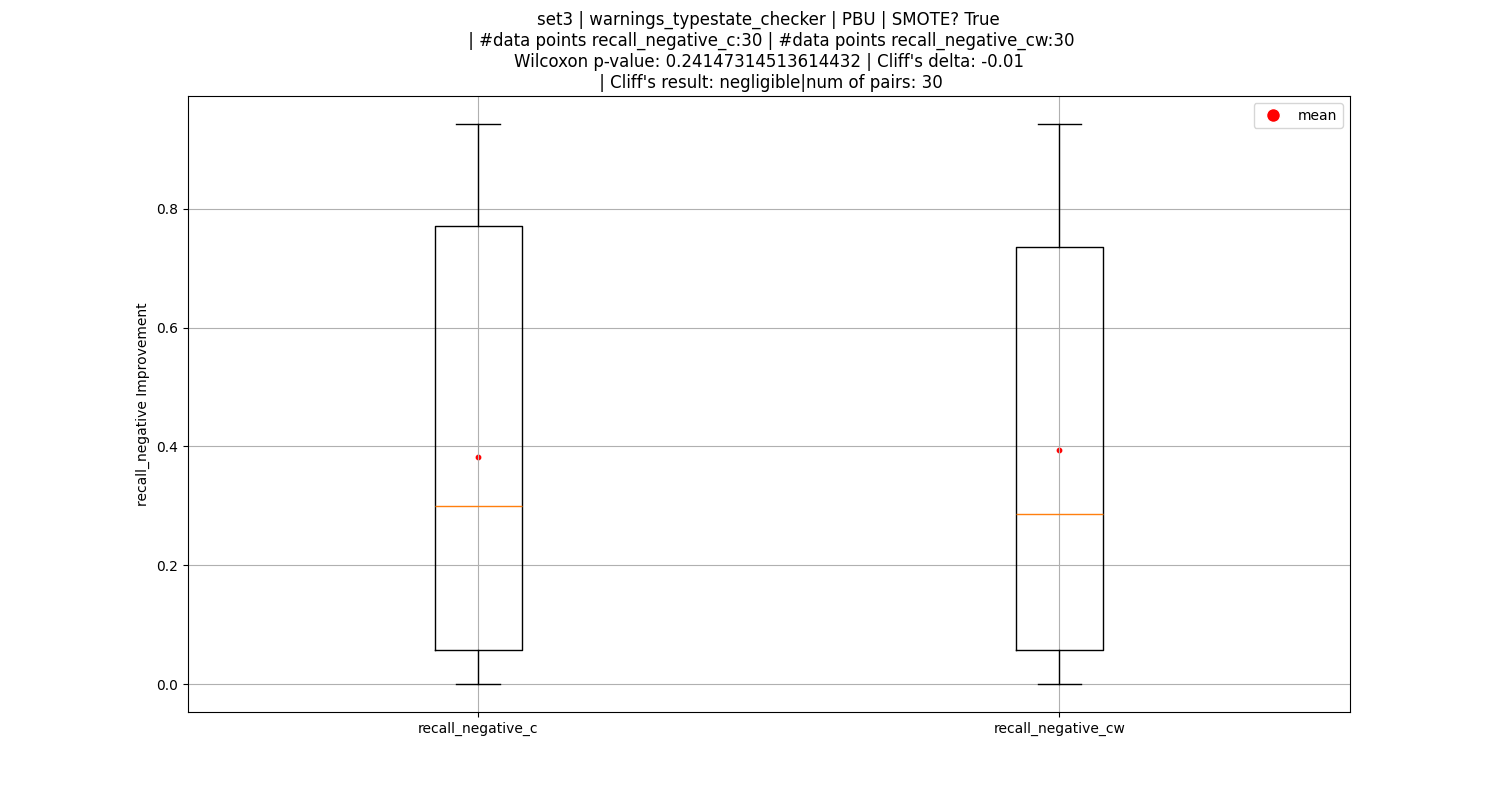 set3 | warnings_typestate_checker | PBU | SMOTE? True
| #data points recall_negative_c:30 | #data points recall_negative_cw:30
Wilcoxon p-value: 0.24147314513614432 | Cliff's delta: -0.01
| Cliff's result: negligible|num of pairs: 30
mean
0.8
0.6
0.4
0.2
0.0
recall_negative Improvement
recall_negative_c
recall_negative_cw